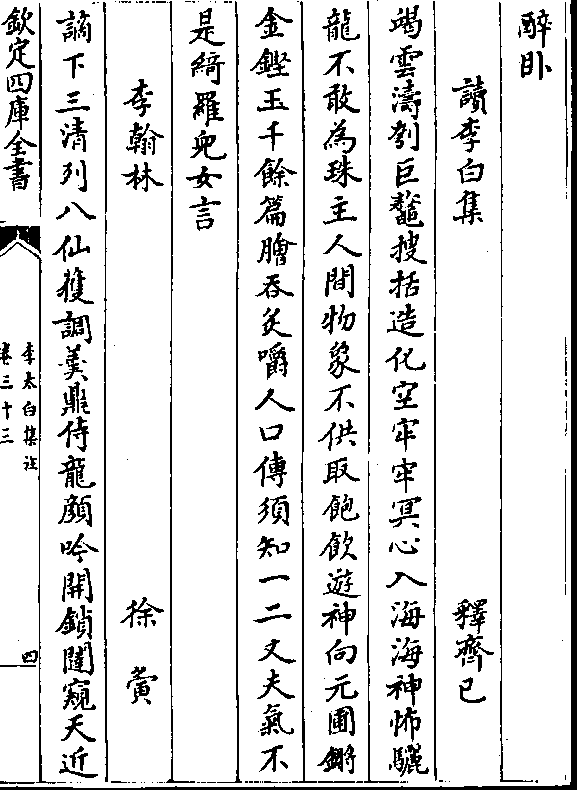 醉卧
讀李白集 釋齊已
竭雲濤刳巨鼇搜括造化空牢牢冥心入海海神怖驪
龍不敢為珠主人間物象不供取飽飲遊神向元圃鏘
金鏗玉千餘篇膾吞炙嚼人口傳須知一二丈夫氣不
是綺羅兒女言
李翰林 徐夤
謫下三清列八仙獲調羮鼎侍龍顔吟開鎖闥窺天近
欽定四庫全書
李太白集註
卷三十三
四